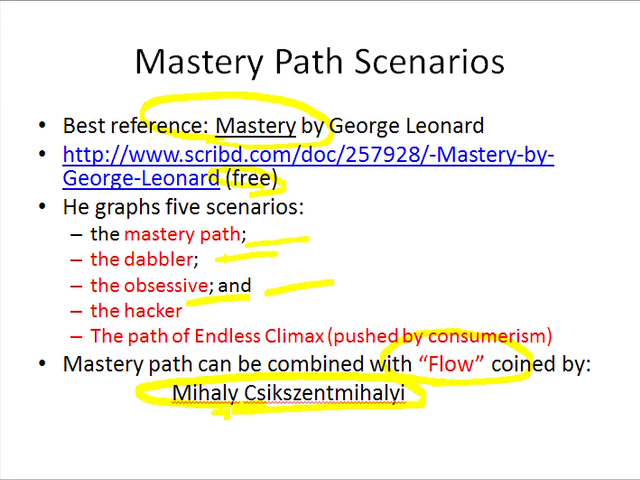 Mastery Path Scenarios
• Best reference: Mastery by George Leonard
• http://www.scribd.com/doc/257928/-Mastery-by-
George-Leonard (free)
• He graphs five scenarios:
– the mastery path;
– the dabbler;
– the obsessive; and
– the hacker
– The path of Endless Climax (pushed by consumerism)
• Mastery path can be combined with “Flow” coined by:
Mihaly Csikszentmihalyi